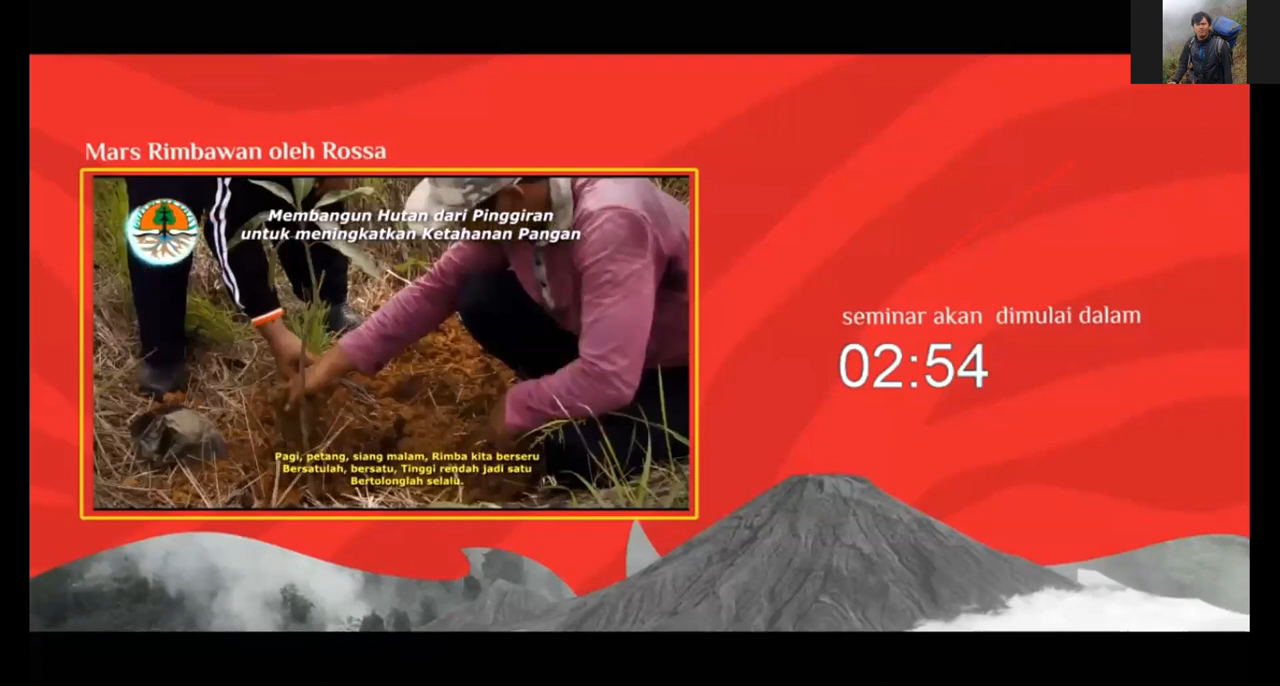 Mars Rimbawan oleh Rossa
Membangun Hutan dari Pinggiran
untuk meningkatkan Ketahanan Pangan
Pagi, petang, siang malam, Rimba kita berseru
Bersatulah, bersatu, Tinggi rendah jadi satu
Bertolonglah selalu.
seminar akan dimulai dalam
02:54